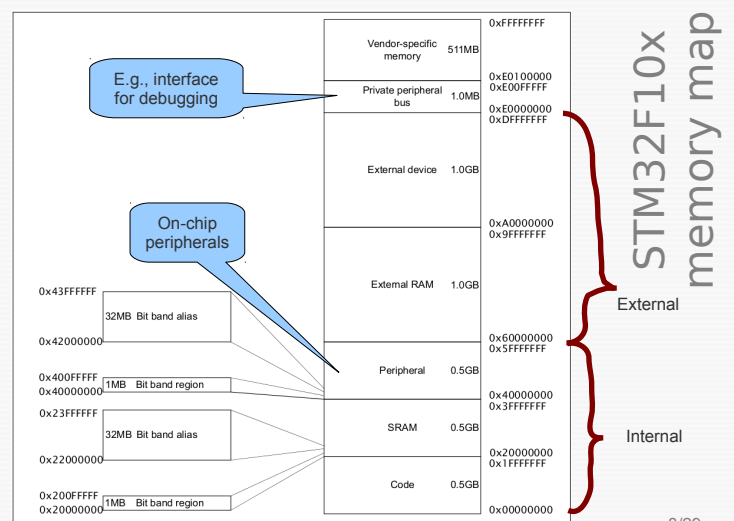 STM32F10x
memory map
0xFFFFFFFF
Vendor-specific
memory
511MB
0xE0100000
0xE00FFFFF
E.g., interface
for debugging
Private peripheral
bus
1.0MB
0xE0000000
0xDFFFFFFF
External device
1.0GB
On-chip
peripherals
0xA0000000
0x9FFFFFFF
External RAM
1.0GB
External
0x43FFFFFF
32MB Bit band alias
0x42000000
0x60000000
0x5FFFFFFF
Peripheral
0.5GB
0x400FFFFF
1MB Bit band region
0x40000000
0x40000000
0x3FFFFFFF
0x23FFFFFF
32MB Bit band alias
0x22000000
SRAM
0.5GB
Internal
0x20000000
0x1FFFFFFF
Code
0.5GB
0x200FFFFF
1MB Bit band region
0x20000000
0x00000000